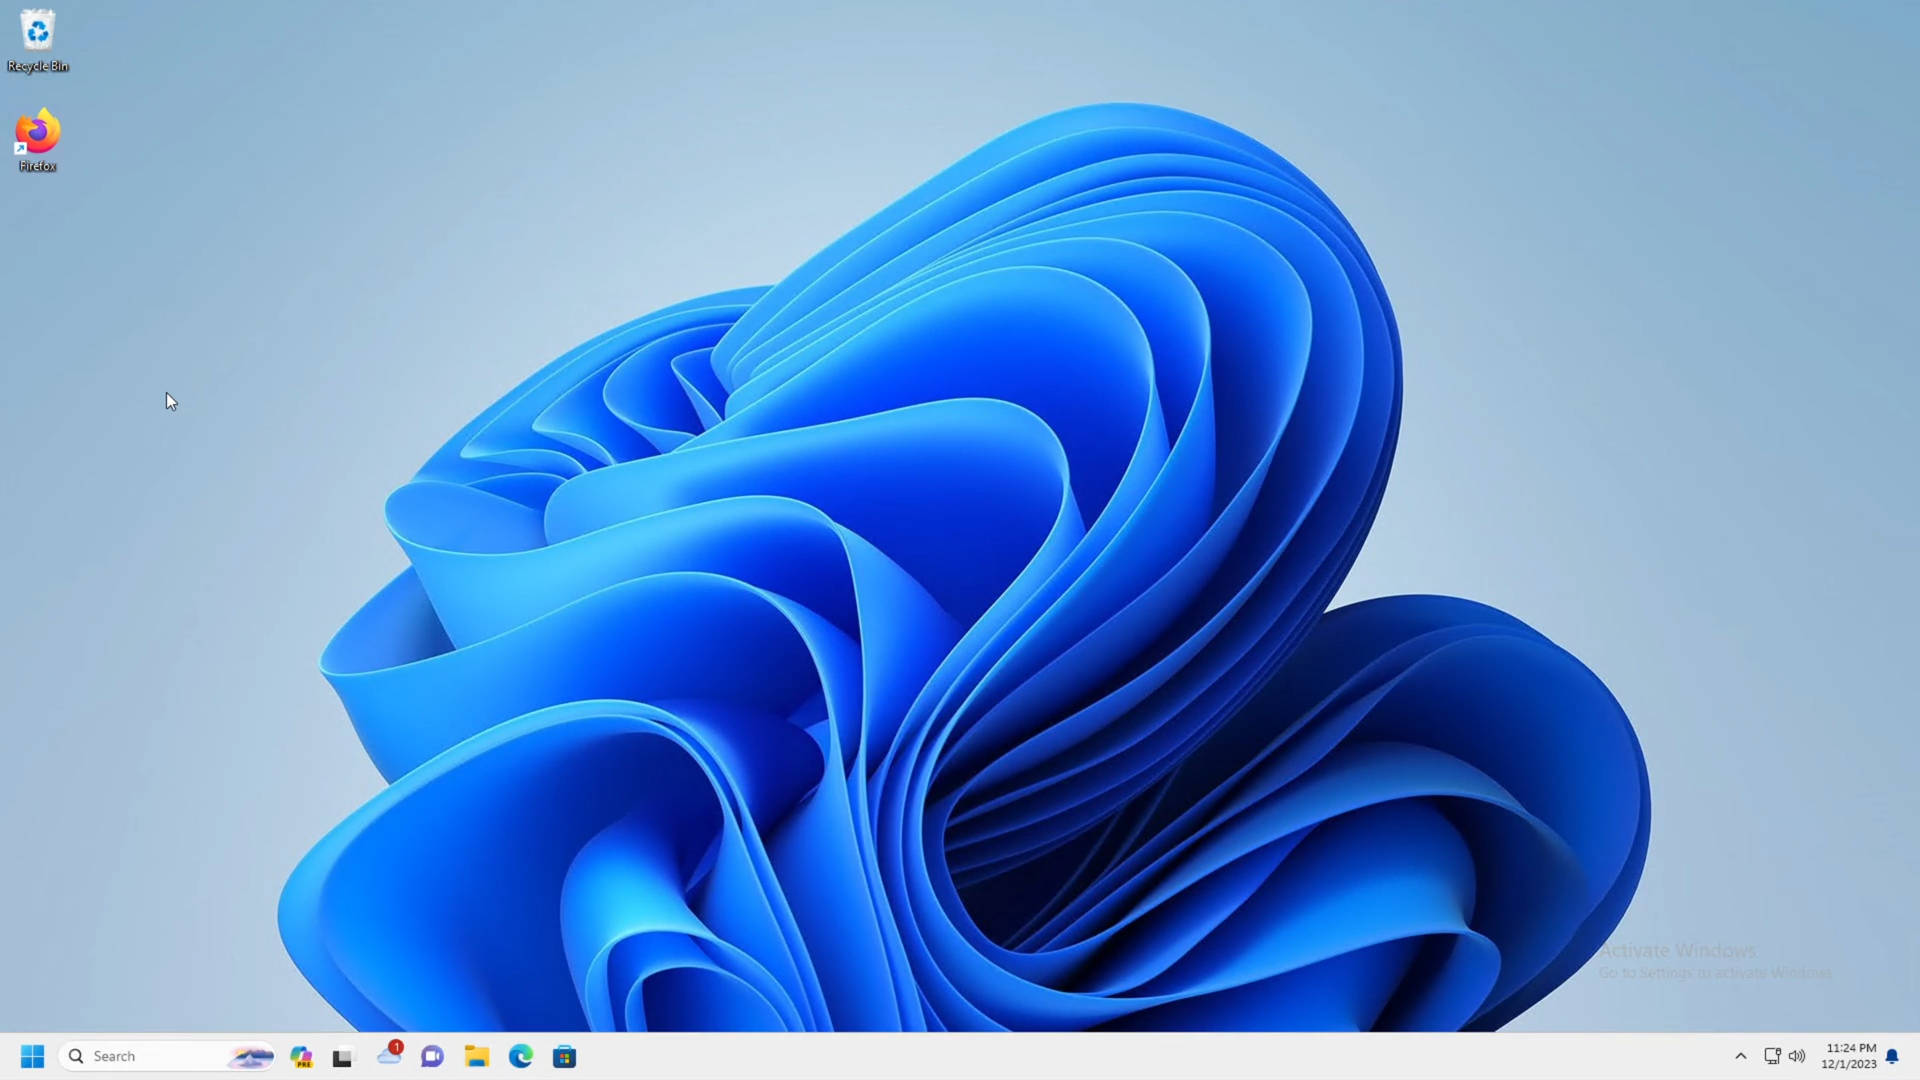 Recycle Bin
Firefox
Activate Windows
Go to Settings to activate Windows.
Search
PRE
1
11:24 PM
12/1/2023